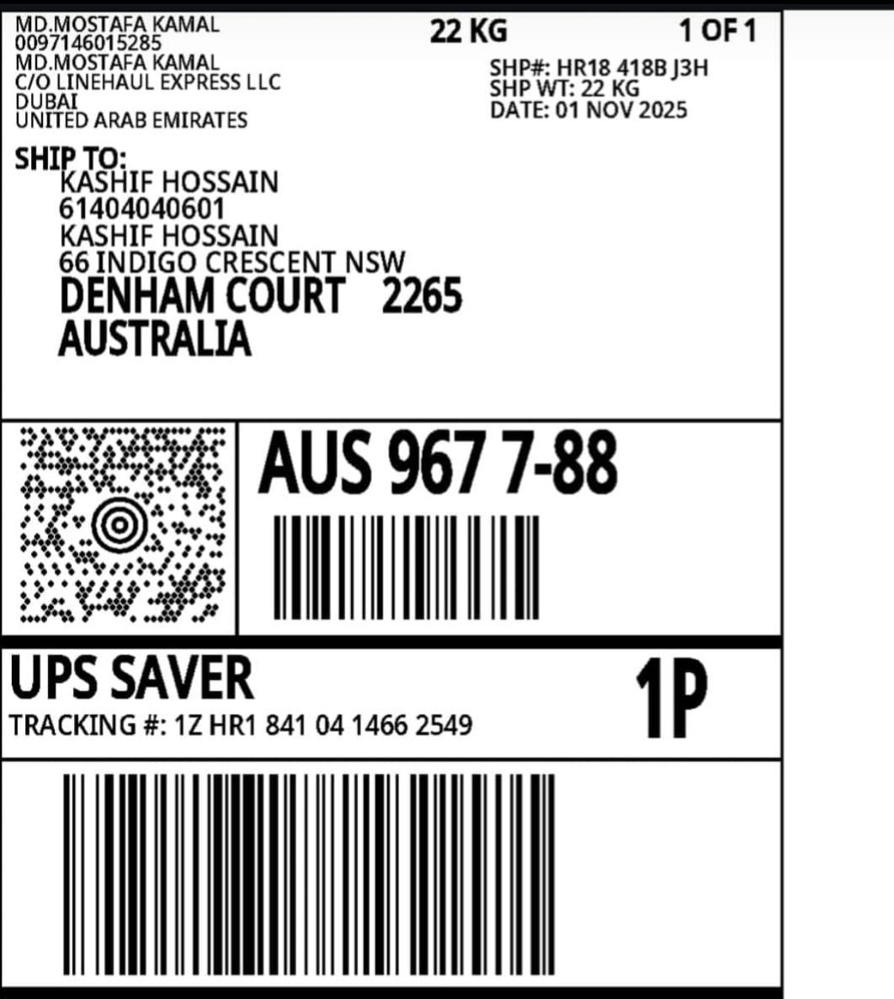 MD.MOSTAFA KAMAL
0097146015285
MD.MOSTAFA KAMAL
C/O LINEHAUL EXPRESS LLC
DUBAI
UNITED ARAB EMIRATES
22 KG
1 OF 1
SHP#: HR18 418B J3H
SHP WT: 22 KG
DATE: 01 NOV 2025
SHIP TO:
KASHIF HOSSAIN
61404040601
KASHIF HOSSAIN
66 INDIGO CRESCENT NSW
DENHAM COURT 2265
AUSTRALIA
AUS 967 7-88
UPS SAVER
TRACKING #: 1Z HR1 841 04 1466 2549
1P